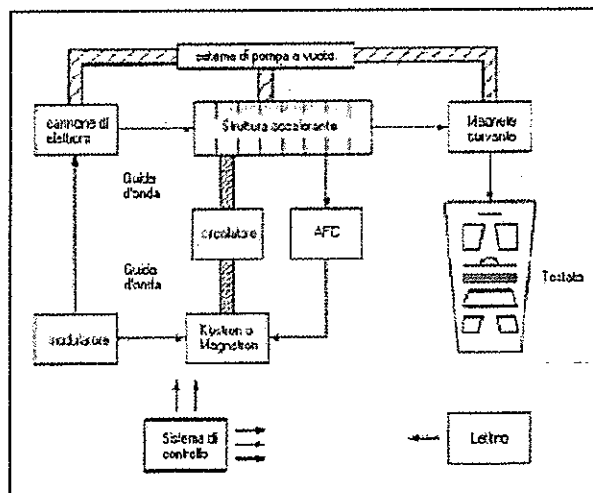 sistema di pompa a vuoto
cannone di
elettroni
Struttura accelerante
Magnete
curvante
Guida
d'onda
circolatore
AFC
Guida
d'onda
Testata
modulatore
Klystron o
Magnetron
Sistema di
controllo
Lettino